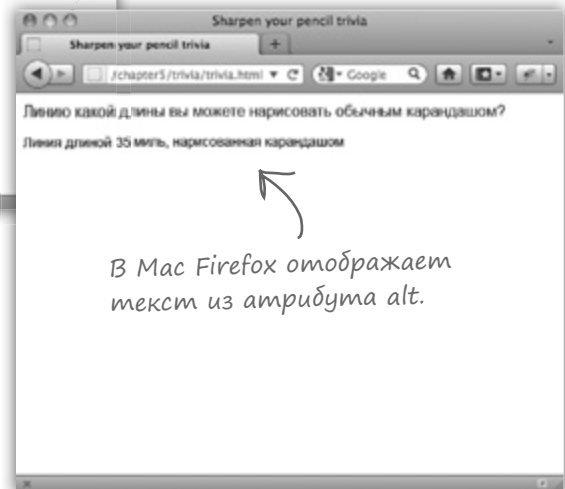 Sharpen your pencil trivia
Sharpen your pencil trivia
/chapter5/trivia/trivia.html
Google
Линию какой длины вы можете нарисовать обычным карандашом?
Линия длиной 35 миль, нарисованная карандашом
В Mac Firefox отображает
текст из атрибута alt.